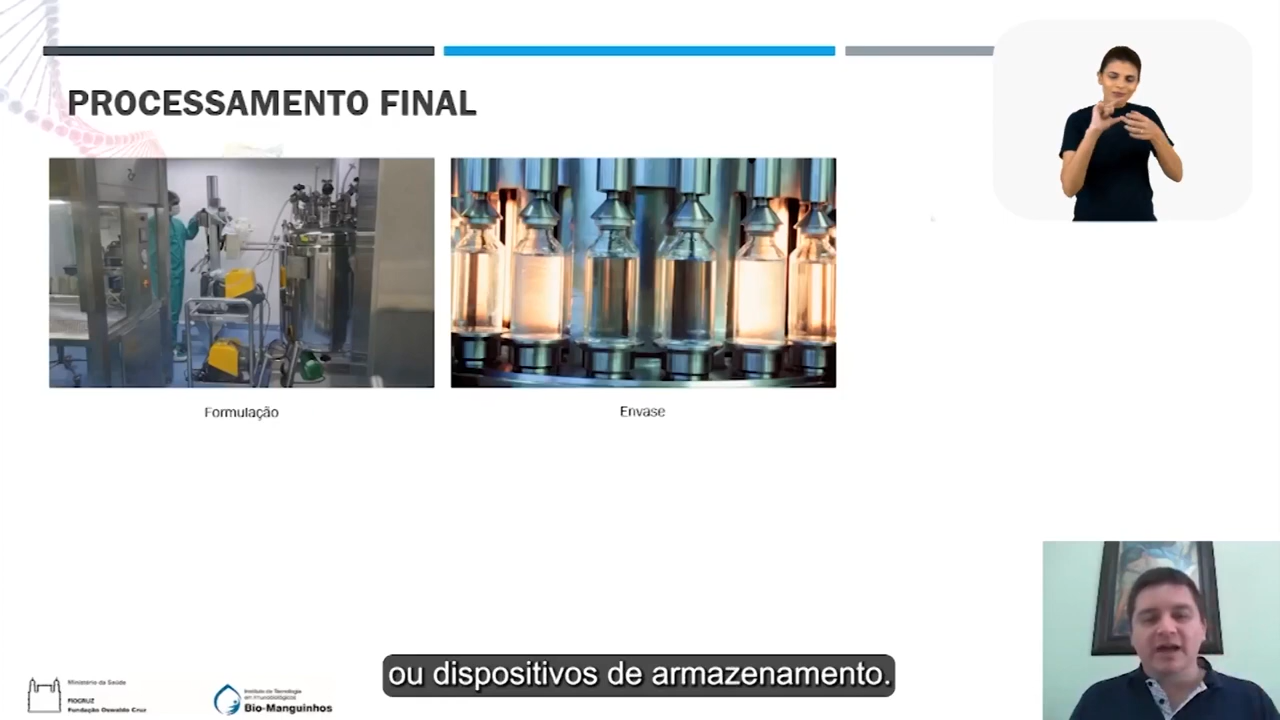 PROCESSAMENTO FINAL
Formulação
Envase
ou dispositivos de armazenamento.
Ministério da Saúde
FIOCRUZ
Fundação Oswaldo Cruz
Instituto de Tecnologia
em Imunobiológicos
Bio-Manguinhos